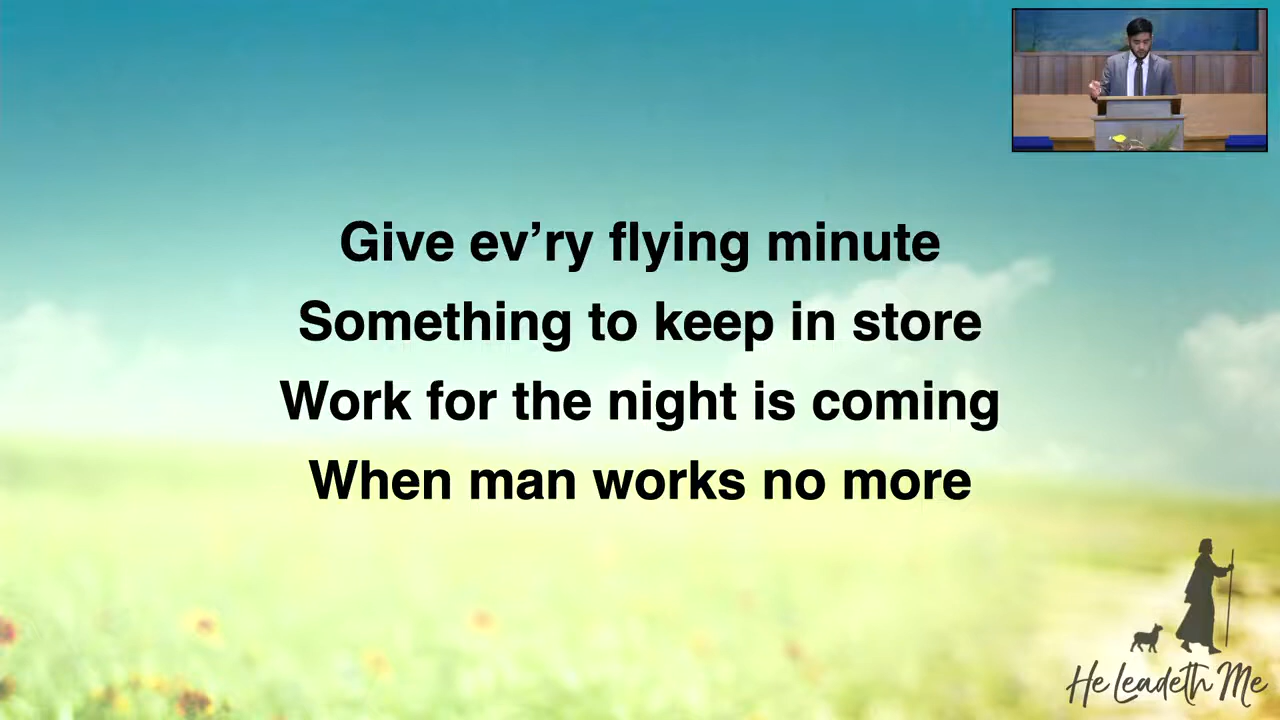 Give ev’ry flying minute
Something to keep in store
Work for the night is coming
When man works no more
He Leadeth Me